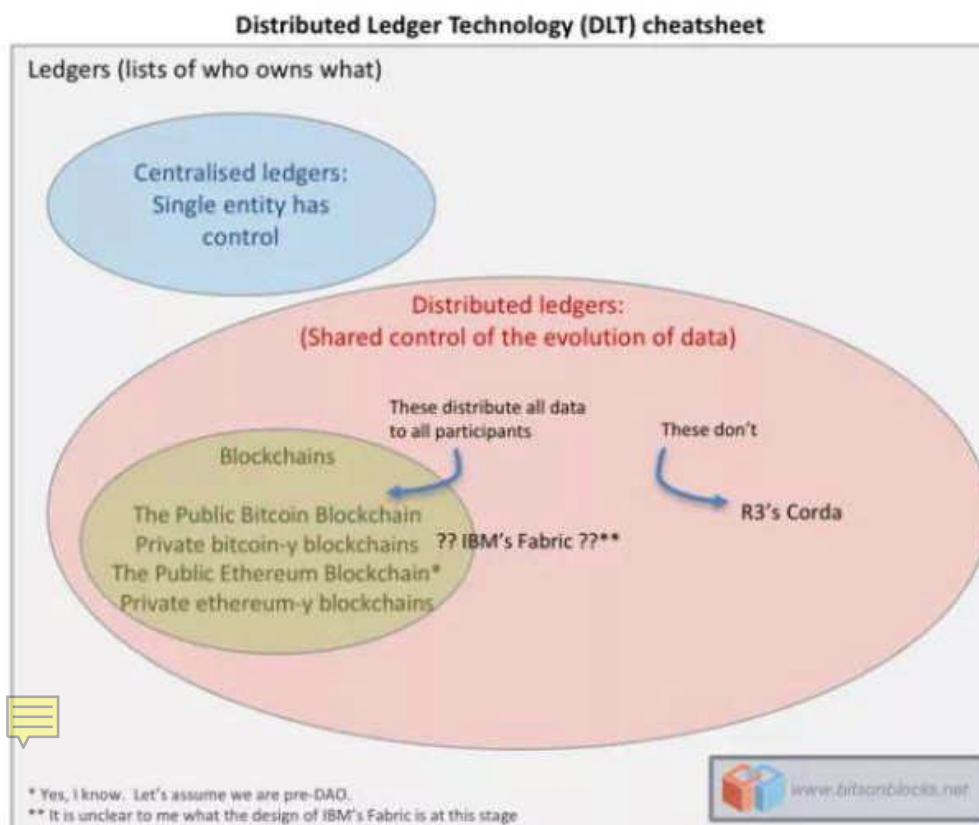 Distributed Ledger Technology (DLT) cheatsheet
Ledgers (lists of who owns what)
Centralised ledgers:
Single entity has
control
Distributed ledgers:
(Shared control of the evolution of data)
These distribute all data
to all participants
These don't
Blockchains
R3's Corda
The Public Bitcoin Blockchain
Private bitcoin-y blockchains
?? IBM's Fabric ??**
The Public Ethereum Blockchain*
Private ethereum-y blockchains
* Yes, I know. Let's assume we are pre-DAO.
** It is unclear to me what the design of IBM's Fabric is at this stage
www.bitsonblocks.net